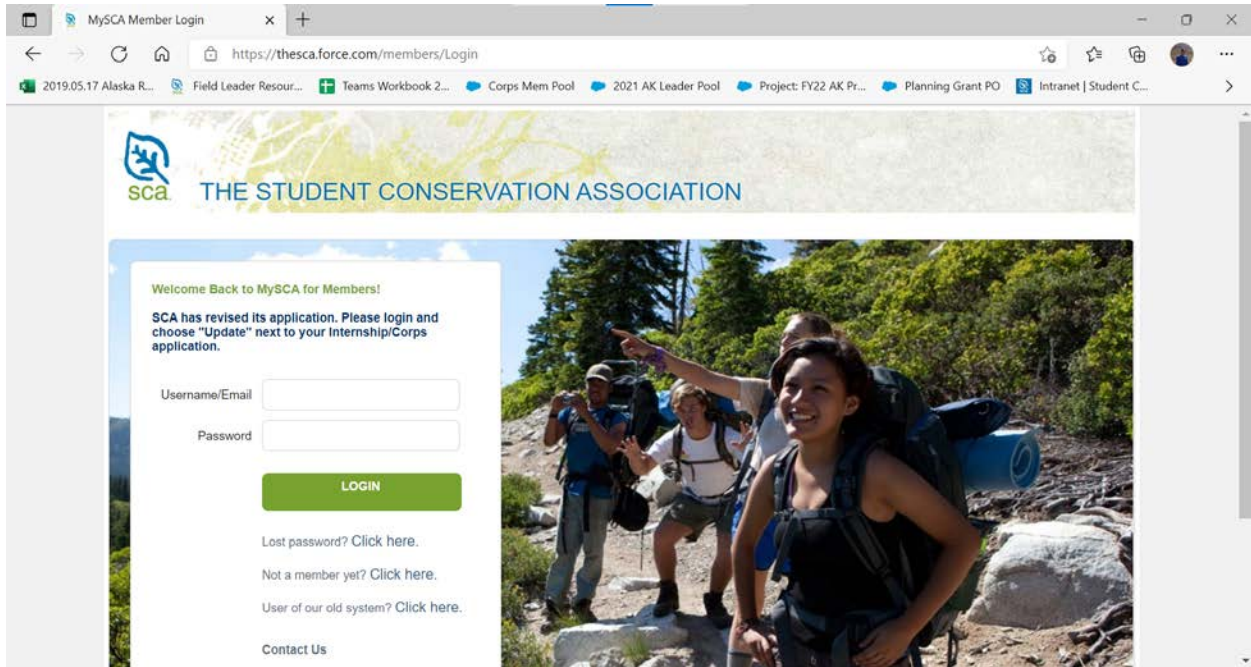 MySCA Member Login
https://thesca.force.com/members/Login
2019.05.17 Alaska R...
Field Leader Resour...
Teams Workbook 2...
Corps Mem Pool
2021 AK Leader Pool
Project: FY22 AK Pr...
Planning Grant PO
Intranet | Student C...
sca
THE STUDENT CONSERVATION ASSOCIATION
Welcome Back to MySCA for Members!
SCA has revised its application. Please login and
choose "Update" next to your Internship/Corps
application.
Username/Email
Password
LOGIN
Lost password? Click here.
Not a member yet? Click here.
User of our old system? Click here.
Contact Us